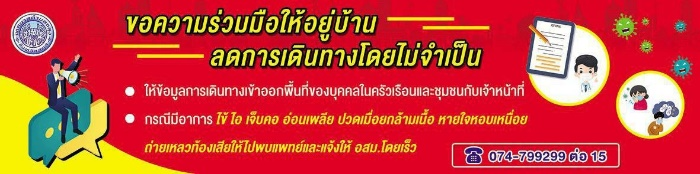 ขอความร่วมมือให้อยู่บ้าน
ลดการเดินทางโดยไม่จำเป็น
● ให้ข้อมูลการเดินทางเข้าออกพื้นที่ของบุคคลในครัวเรือนและชุมชนกับเจ้าหน้าที่
● กรณีมีอาการ ไข้ ไอ เจ็บคอ อ่อนเพลีย ปวดเมื่อยกล้ามเนื้อ หายใจหอบเหนื่อย
ถ่ายเหลวท้องเสียให้ไปพบแพทย์และแจ้งให้ อสม.โดยเร็ว
074-799299 ต่อ 15